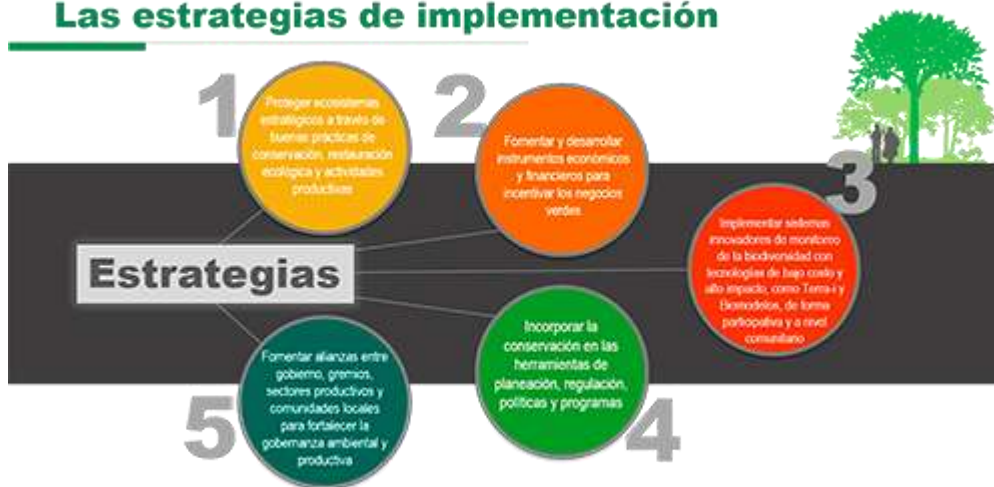 Las estrategias de implementación
1
Proteger ecosistemas
estratégicos a través de
buenas prácticas de
conservación, restauración
ecológica y actividades
productivas
2
Fomentar y desarrollar
instrumentos económicos
y financieros para
incentivar los negocios
verdes
3
Implementar sistemas
innovadores de monitoreo
de la biodiversidad con
tecnologías de bajo costo y
alto impacto, como Terra-i y
Biomodelos, de forma
participativa y a nivel
comunitario
Estrategias
Incorporar la
conservación en las
herramientas de
planeación, regulación,
políticas y programas
4
Fomentar alianzas entre
gobierno, gremios,
sectores productivos y
comunidades locales
para fortalecer la
gobernanza ambiental y
productiva
5